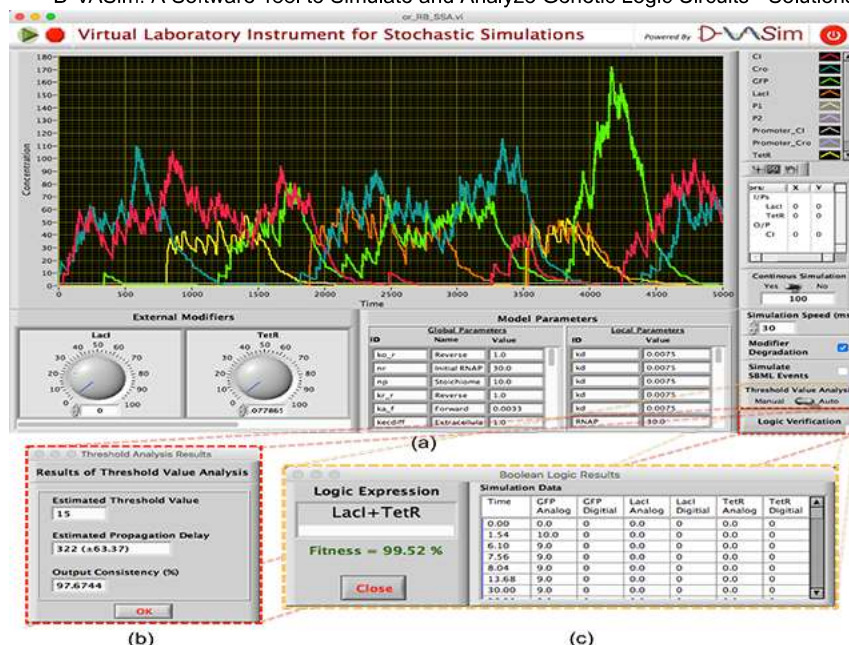 D-VASim: A Software Tool to Simulate and Analyze Genetic Logic Circuits - Solutions
or_RB_SSA.vi
Virtual Laboratory Instrument for Stochastic Simulations
Powered By D-VASim
180
170
160
150
140
130
120
110
100
90
80
70
60
50
40
30
20
10
0
Concentration
0 500 1000 1500 2000 2500 3000 3500 4000 4500 5000
Time
CI
Cro
GFP
LacI
P1
P2
Promoter_CI
Promoter_Cro
TetR
X Y
I/Ps
LacI 0 0
TetR 0 0
O/P
CI 0 0
Continous Simulation
Yes No
100
Simulation Speed (ms
30
Modifier Degradation
Simulate SBML Events
Threshold Value Analysis
Manual Auto
Logic Verification
External Modifiers
LacI
0 10 20 30 40 50 60 70 80 90 100
0
TetR
0 10 20 30 40 50 60 70 80 90 100
.077865
Model Parameters
Global Parameters
ID Name Value
ko_r Reverse 1.0
nr Initial RNAP 30.0
np Stoichiome 10.0
kr_r Reverse 1.0
ka_f Forward 0.0033
kecdiff Extracellula 1.0
Local Parameters
ID Value
kd 0.0075
kd 0.0075
kd 0.0075
kd 0.0075
kd 0.0075
RNAP 30.0
(a)
Threshold Analysis Results
Results of Threshold Value Analysis
Estimated Threshold Value
15
Estimated Propagation Delay
322 (±63.37)
Output Consistency (%)
97.6744
OK
(b)
Boolean Logic Results
Logic Expression
LacI+TetR
Fitness = 99.52 %
Close
Simulation Data
Time GFP Analog GFP Digitial LacI Analog LacI Digitial TetR Analog TetR Digitial
0.00 0.0 0 0.0 0 0.0 0
1.54 10.0 0 0.0 0 0.0 0
6.10 9.0 0 0.0 0 0.0 0
7.56 9.0 0 0.0 0 0.0 0
8.04 9.0 0 0.0 0 0.0 0
13.68 9.0 0 0.0 0 0.0 0
30.00 9.0 0 0.0 0 0.0 0
(c)